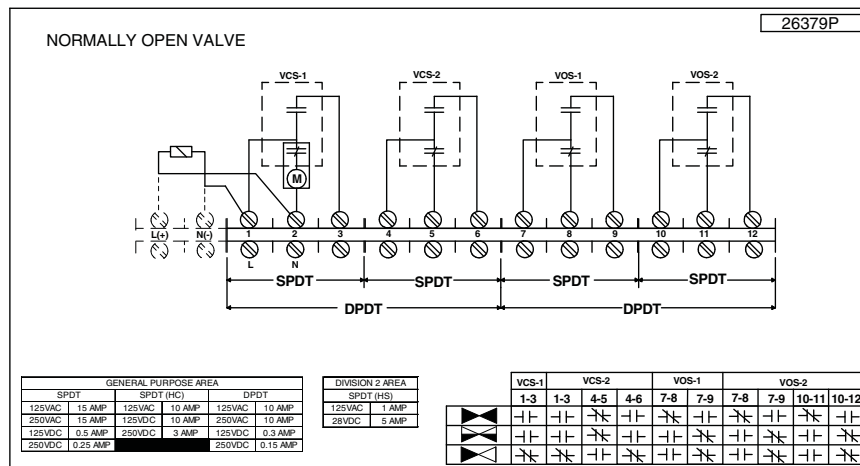 26379P
NORMALLY OPEN VALVE
VCS-1 VCS-2 VOS-1 VOS-2
M
1 2 3 4 5 6 7 8 9 10 11 12
L(+) N(-)
L N
SPDT SPDT SPDT SPDT
DPDT DPDT
GENERAL PURPOSE AREA
SPDT SPDT (HC) DPDT
125VAC 15 AMP 125VAC 10 AMP 125VAC 10 AMP
250VAC 15 AMP 125VDC 10 AMP 250VAC 10 AMP
125VDC 0.5 AMP 250VDC 3 AMP 125VDC 0.3 AMP
250VDC 0.25 AMP 250VDC 0.15 AMP
DIVISION 2 AREA
SPDT (HS)
125VAC 1 AMP
28VDC 5 AMP
VCS-1 VCS-2 VOS-1 VOS-2
1-3 1-3 4-5 4-6 7-8 7-9 7-8 7-9 10-11 10-12